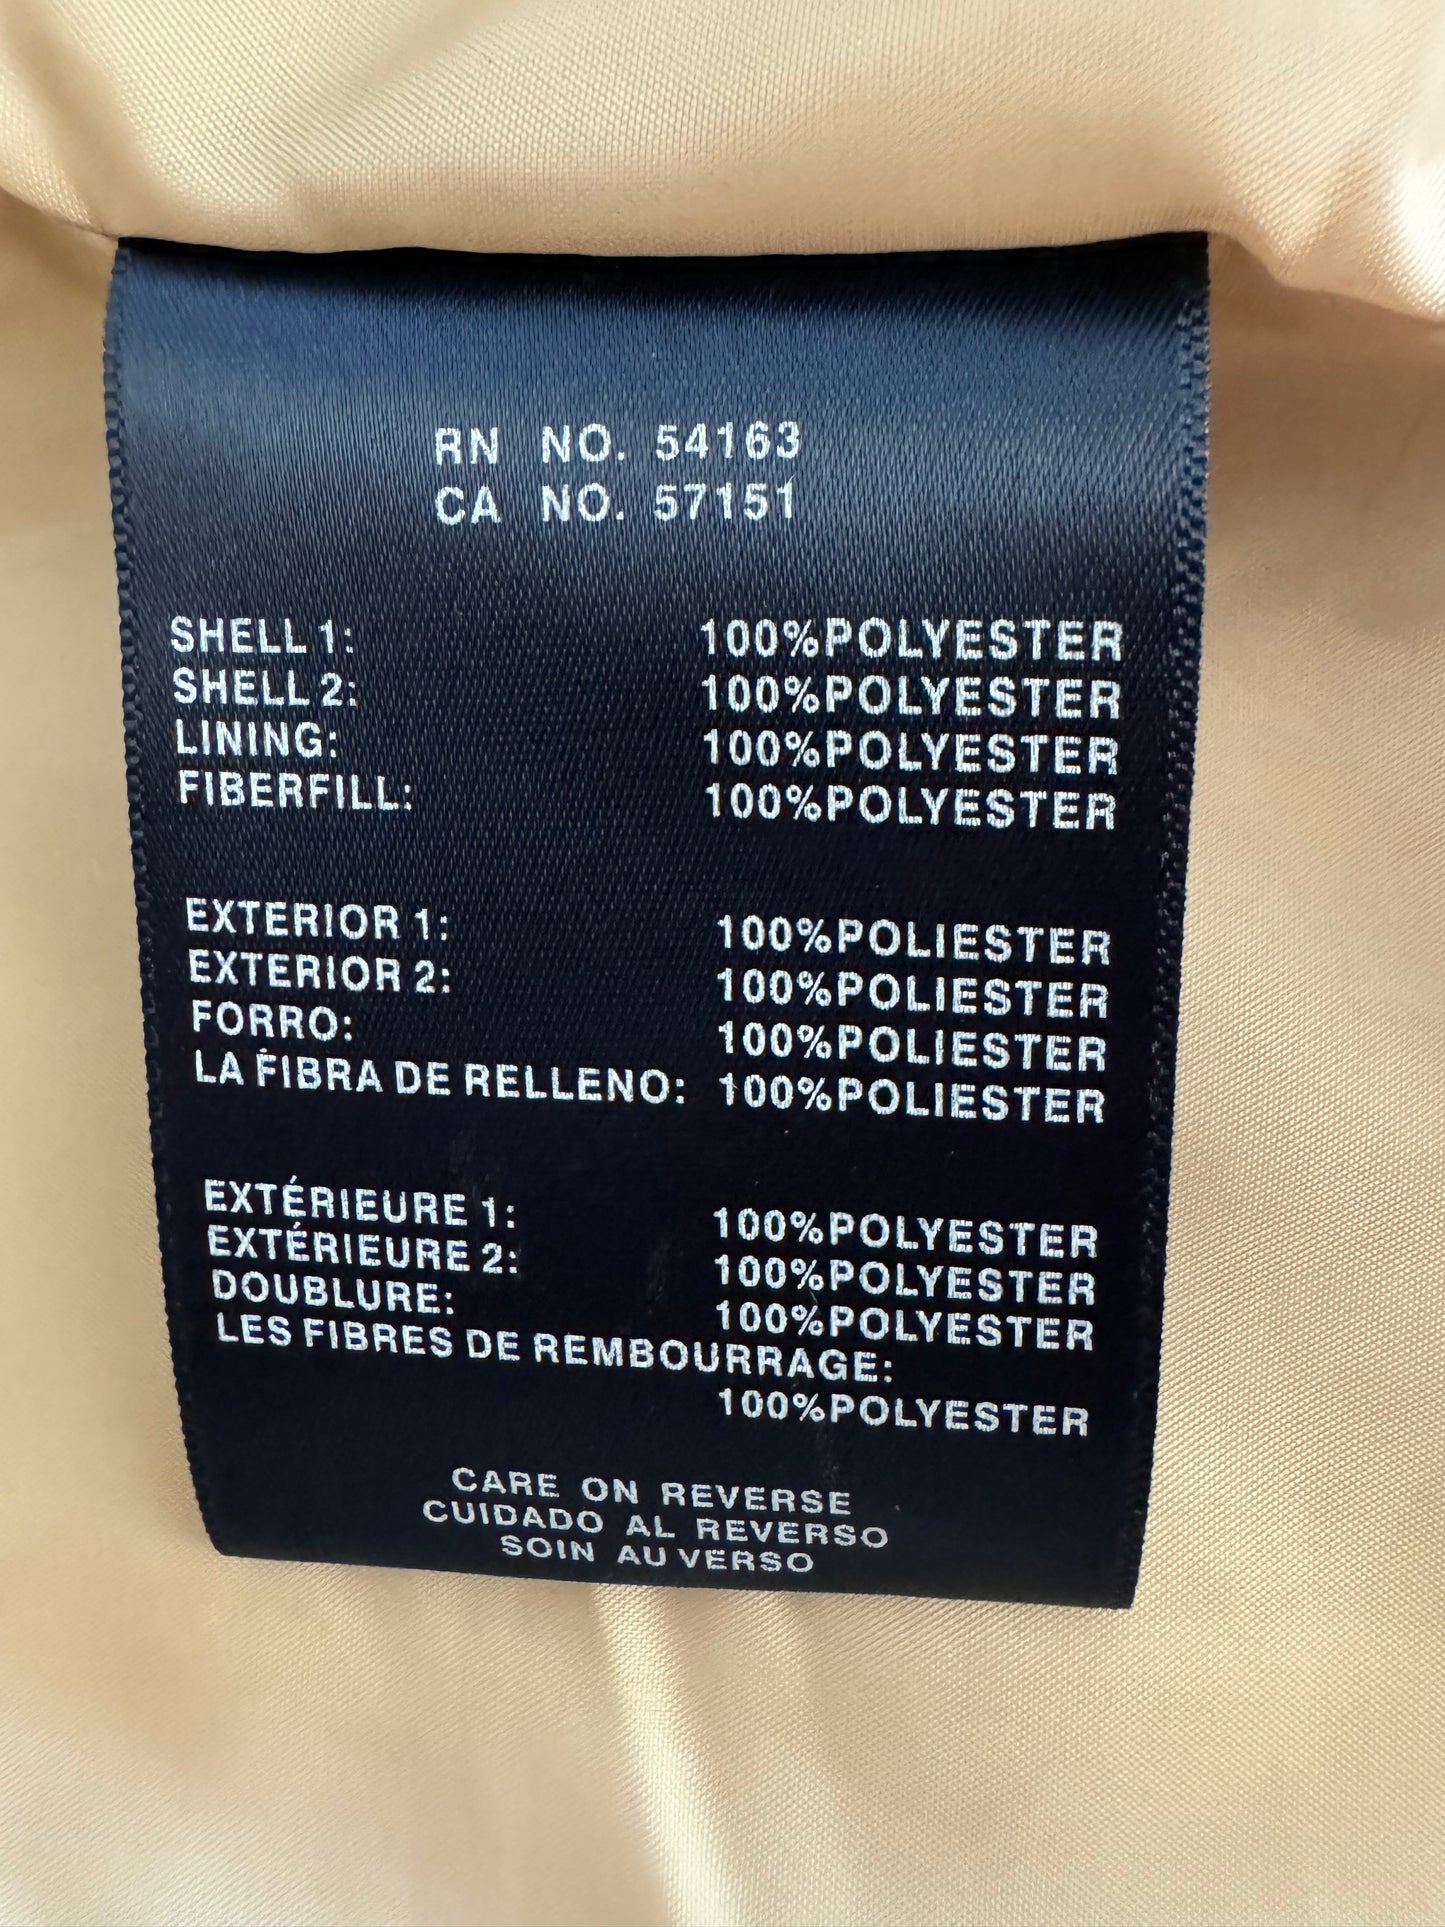 RN NO. 54163
CA NO. 57151
SHELL 1: 100%POLYESTER
SHELL 2: 100%POLYESTER
LINING: 100%POLYESTER
FIBERFILL: 100%POLYESTER
EXTERIOR 1: 100%POLIESTER
EXTERIOR 2: 100%POLIESTER
FORRO: 100%POLIESTER
LA FIBRA DE RELLENO: 100%POLIESTER
EXTÉRIEURE 1: 100%POLYESTER
EXTÉRIEURE 2: 100%POLYESTER
DOUBLURE: 100%POLYESTER
LES FIBRES DE REMBOURRAGE:
100%POLYESTER
CARE ON REVERSE
CUIDADO AL REVERSO
SOIN AU VERSO